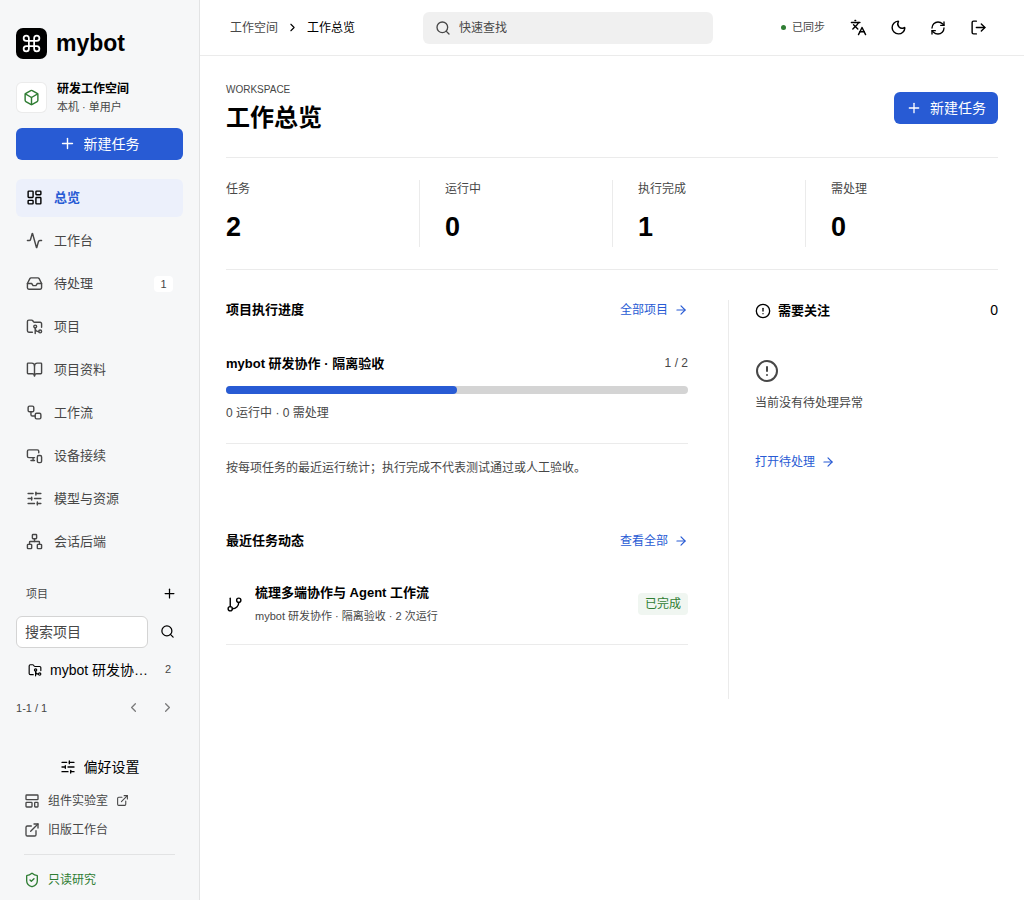 mybot
研发工作空间
本机 · 单用户
新建任务
总览
工作台
待处理 1
项目
项目资料
工作流
设备接续
模型与资源
会话后端
项目
搜索项目
mybot 研发协… 2
1-1 / 1
偏好设置
组件实验室
旧版工作台
只读研究
工作空间 工作总览
快速查找
已同步
WORKSPACE
工作总览
新建任务
任务
2
运行中
0
执行完成
1
需处理
0
项目执行进度 全部项目
mybot 研发协作 · 隔离验收 1 / 2
0 运行中 · 0 需处理
按每项任务的最近运行统计；执行完成不代表测试通过或人工验收。
最近任务动态 查看全部
梳理多端协作与 Agent 工作流
mybot 研发协作 · 隔离验收 · 2 次运行
已完成
需要关注 0
当前没有待处理异常
打开待处理